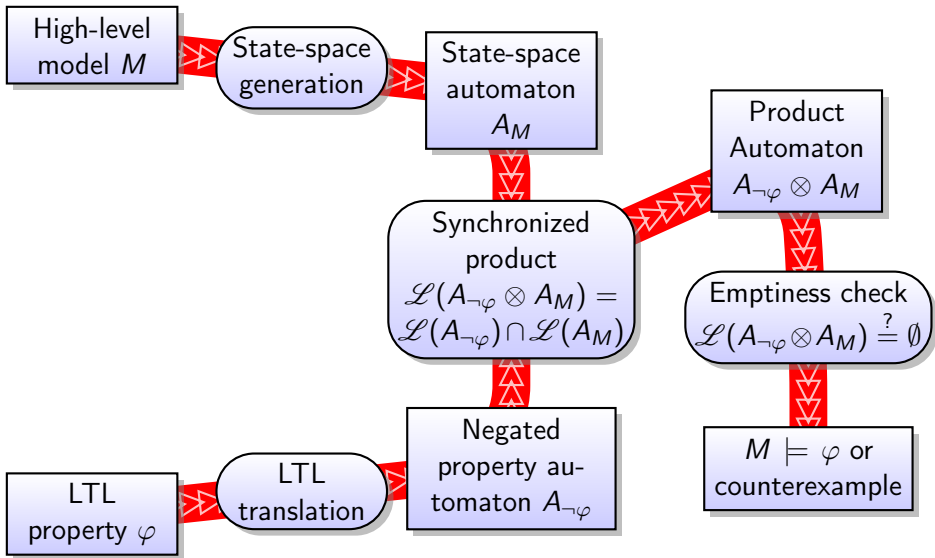 High-level
model M
State-space
generation
State-space
automaton
A_M
Product
Automaton
A_¬φ ⊗ A_M
Synchronized
product
ℒ(A_¬φ ⊗ A_M) =
ℒ(A_¬φ) ∩ ℒ(A_M)
Emptiness check
ℒ(A_¬φ ⊗ A_M) ≟ ∅
LTL
property φ
LTL
translation
Negated
property au-
tomaton A_¬φ
M ⊨ φ or
counterexample